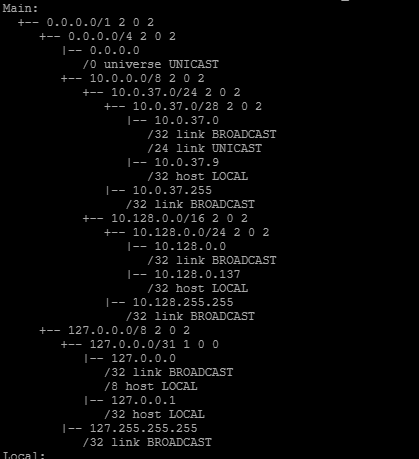 Main:
  +-- 0.0.0.0/1 2 0 2
     +-- 0.0.0.0/4 2 0 2
        |-- 0.0.0.0
           /0 universe UNICAST
        +-- 10.0.0.0/8 2 0 2
           +-- 10.0.37.0/24 2 0 2
              +-- 10.0.37.0/28 2 0 2
                 |-- 10.0.37.0
                    /32 link BROADCAST
                    /24 link UNICAST
                 |-- 10.0.37.9
                    /32 host LOCAL
              |-- 10.0.37.255
                 /32 link BROADCAST
           +-- 10.128.0.0/16 2 0 2
              +-- 10.128.0.0/24 2 0 2
                 |-- 10.128.0.0
                    /32 link BROADCAST
                 |-- 10.128.0.137
                    /32 host LOCAL
              |-- 10.128.255.255
                 /32 link BROADCAST
     +-- 127.0.0.0/8 2 0 2
        +-- 127.0.0.0/31 1 0 0
           |-- 127.0.0.0
              /32 link BROADCAST
              /8 host LOCAL
           |-- 127.0.0.1
              /32 host LOCAL
        |-- 127.255.255.255
           /32 link BROADCAST
Local: